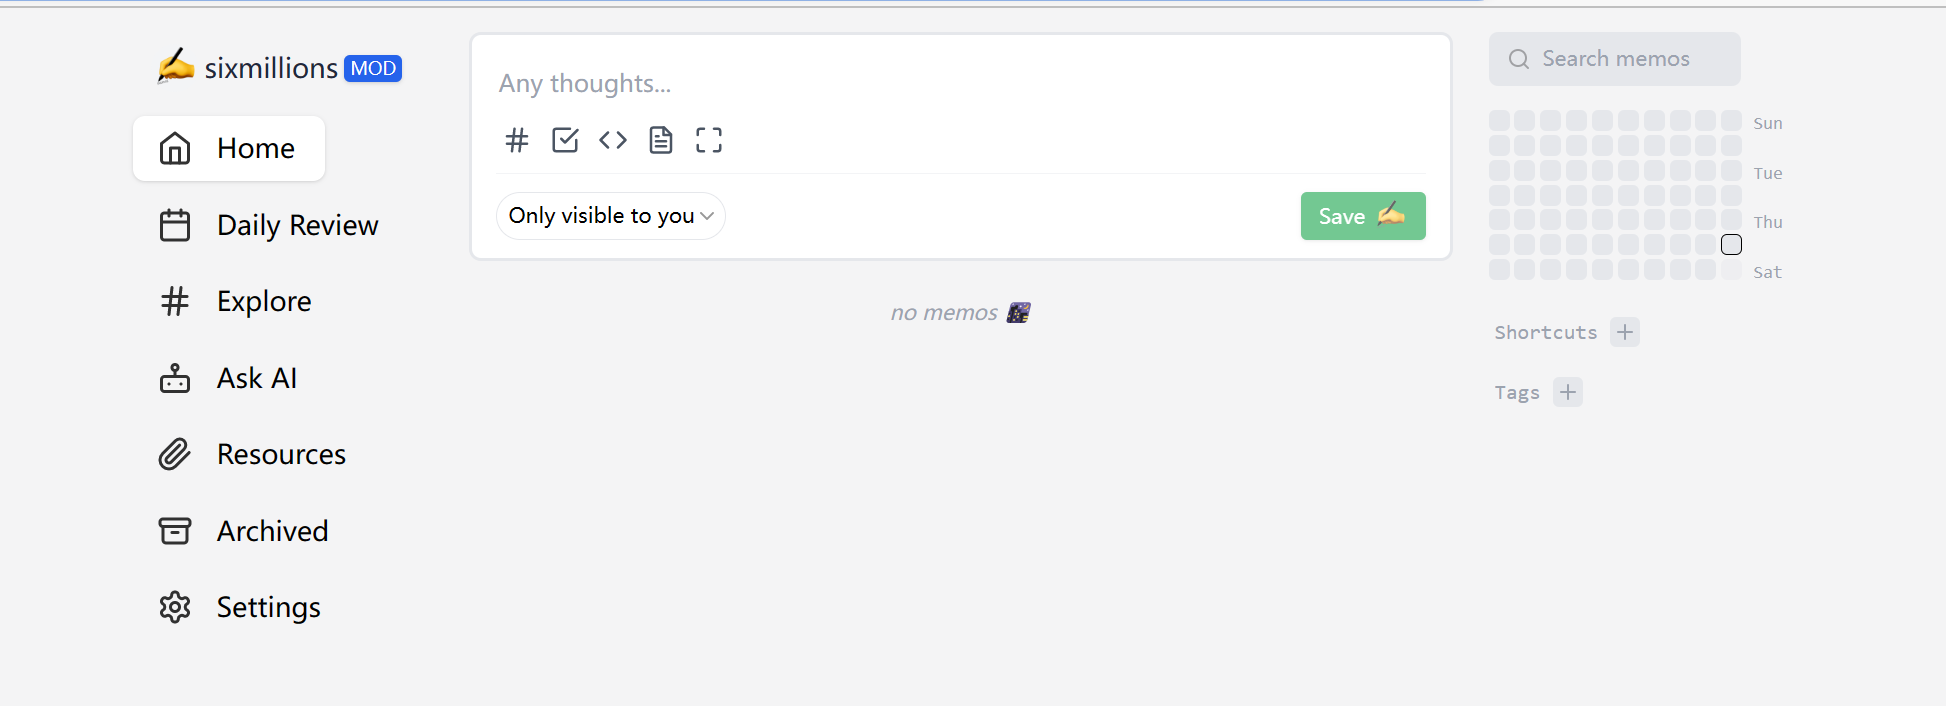 sixmillions MOD
Home
Daily Review
Explore
Ask AI
Resources
Archived
Settings
Any thoughts...
Only visible to you
Save
no memos
Search memos
Sun
Tue
Thu
Sat
Shortcuts
Tags